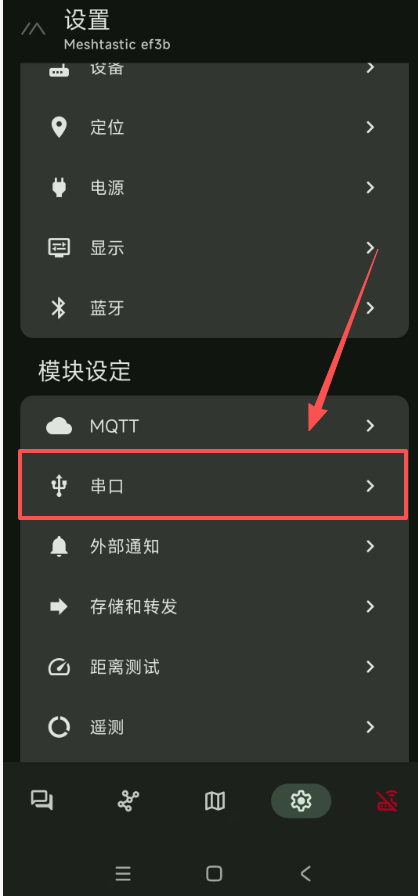 设置
Meshtastic ef3b
设备
定位
电源
显示
蓝牙
模块设定
MQTT
串口
外部通知
存储和转发
距离测试
遥测